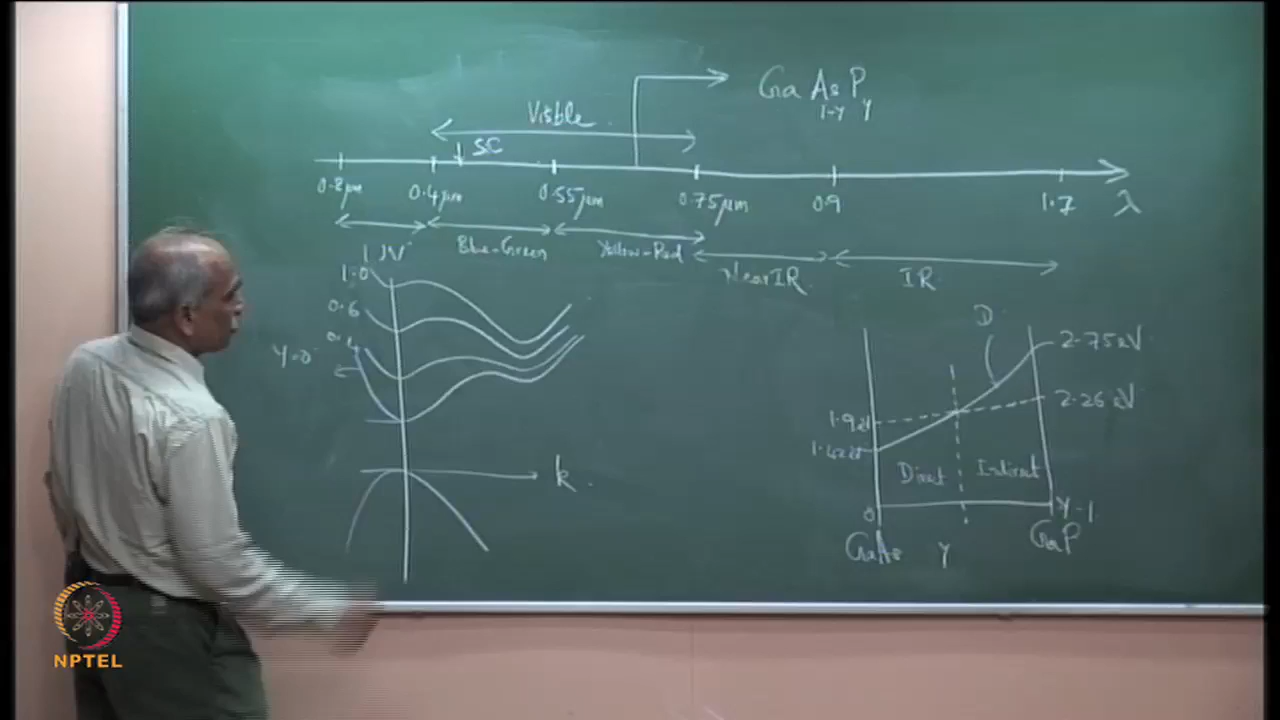 GaAs P
1-y y
Visible
SC
0.2μm 0.4μm 0.55μm 0.75μm 0.9 1.7 λ
UV Blue-Green Yellow-Red Near IR IR
1.0
0.6
0.4
Y=0
k
D
2.75eV
2.26eV
1.9eV
1.42eV
Direct Indirect
0 Y=1
GaAs Y GaP
NPTEL